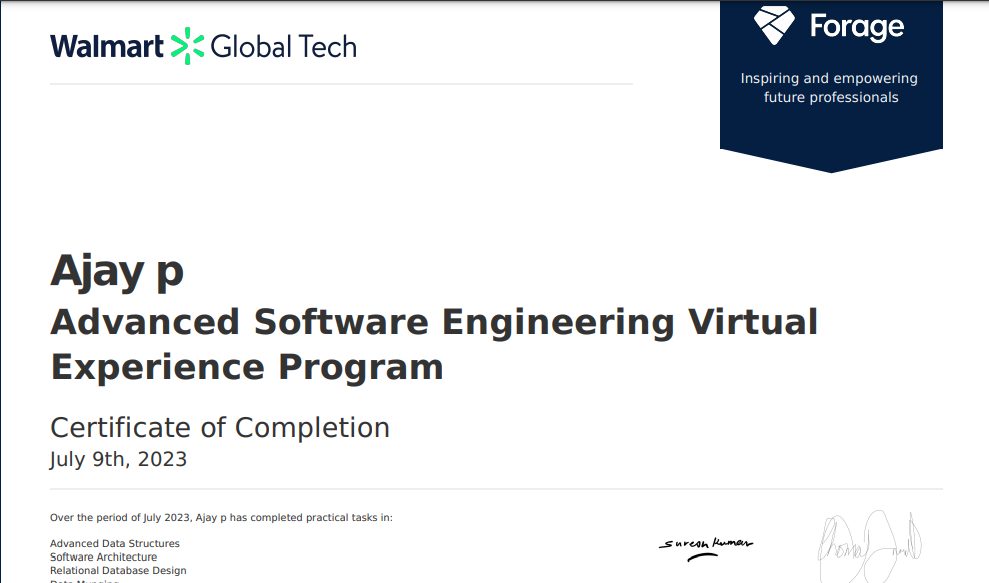 Walmart Global Tech
Forage
Inspiring and empowering
future professionals
Ajay p
Advanced Software Engineering Virtual
Experience Program
Certificate of Completion
July 9th, 2023
Over the period of July 2023, Ajay p has completed practical tasks in:
Advanced Data Structures
Software Architecture
Relational Database Design
Suresh Kumar